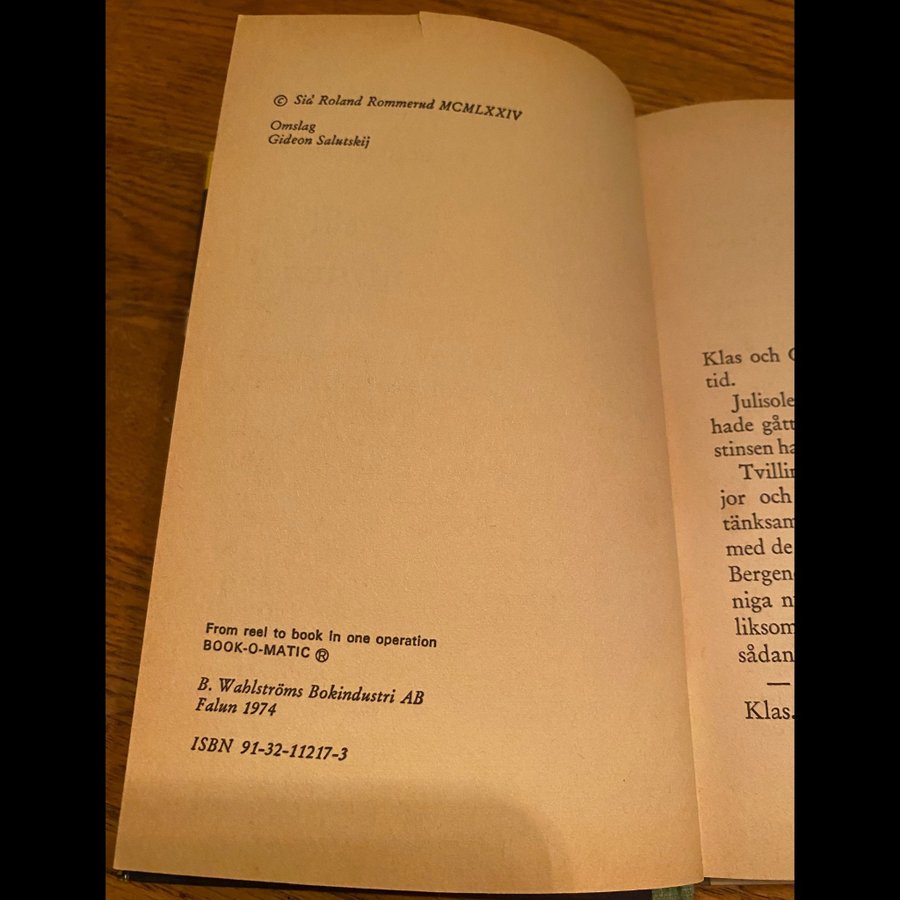 © Sid Roland Rommerud MCMLXXIV
Omslag
Gideon Salutskij
From reel to book in one operation
BOOK-O-MATIC ®
B. Wahlströms Bokindustri AB
Falun 1974
ISBN 91-32-11217-3
Klas och
tid.
Julisole
hade gått
stinsen ha
Tvillin
jor och
tänksam
med de
Bergen
niga
liksom
sådan
—
Klas.